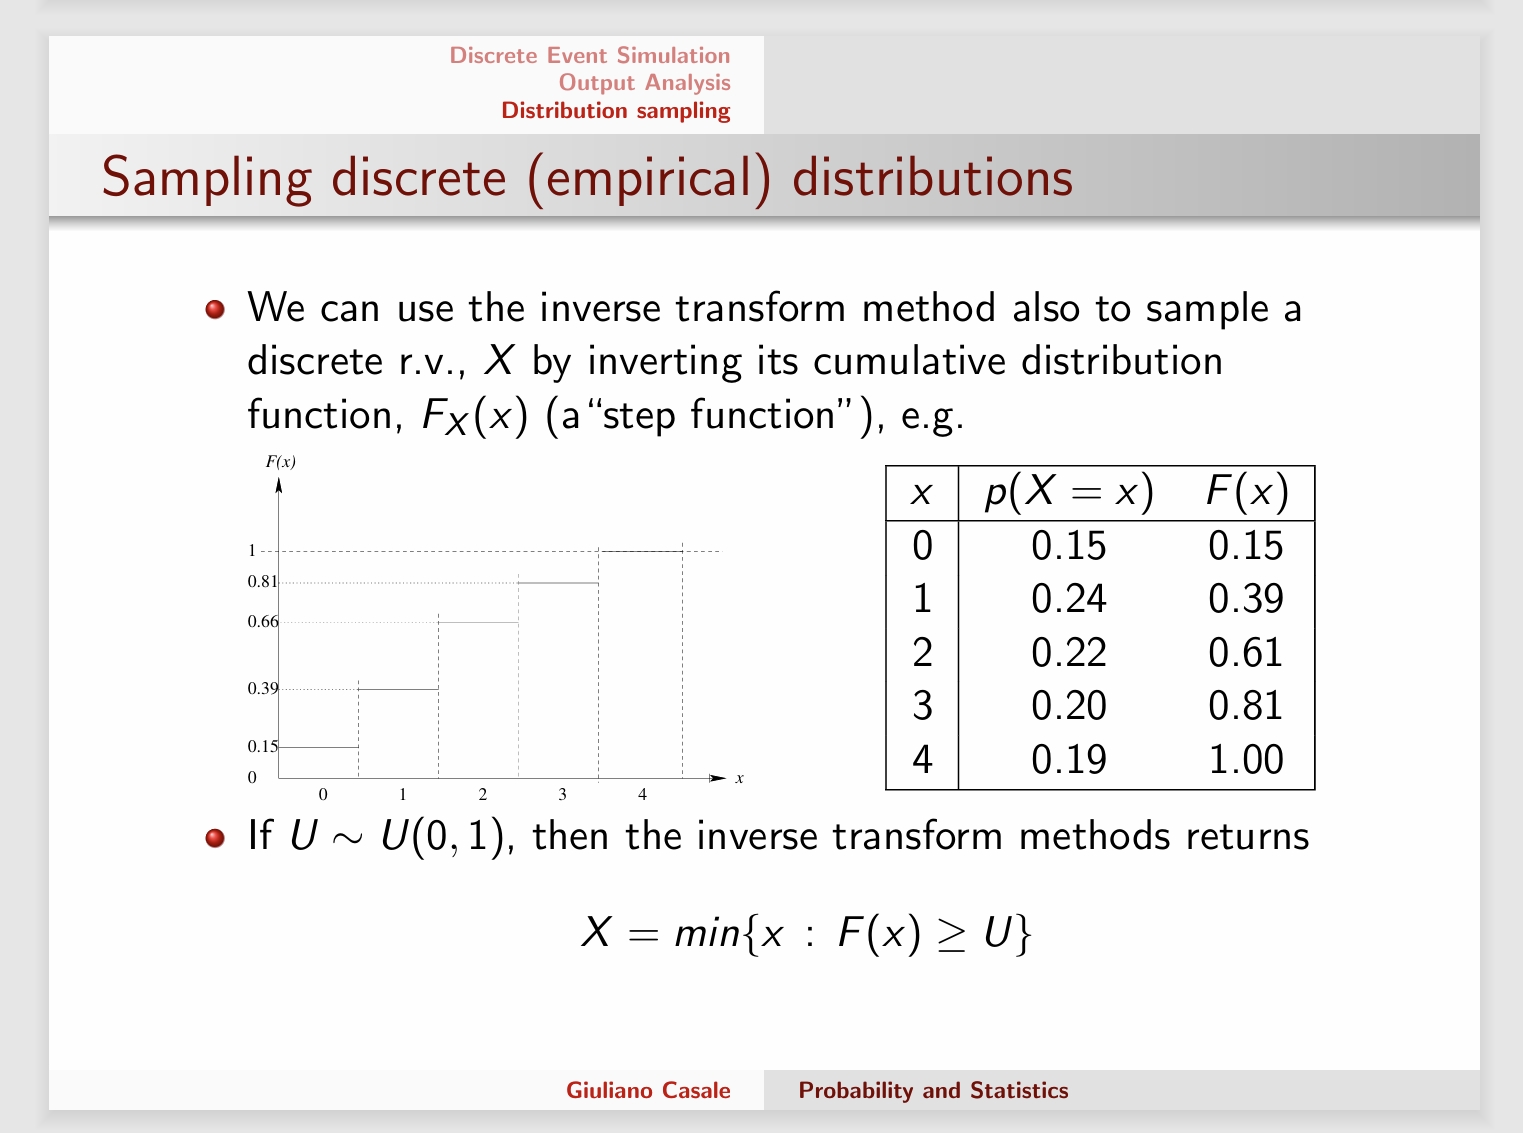 Discrete Event Simulation
Output Analysis
Distribution sampling
Sampling discrete (empirical) distributions
We can use the inverse transform method also to sample a
discrete r.v., X by inverting its cumulative distribution
function, F_X(x) (a “step function”), e.g.
F(x)
1
0.81
0.66
0.39
0.15
0
x
0 1 2 3 4
x p(X = x) F(x)
0 0.15 0.15
1 0.24 0.39
2 0.22 0.61
3 0.20 0.81
4 0.19 1.00
If U ∼ U(0, 1), then the inverse transform methods returns
X = min{x : F(x) ≥ U}
Giuliano Casale Probability and Statistics